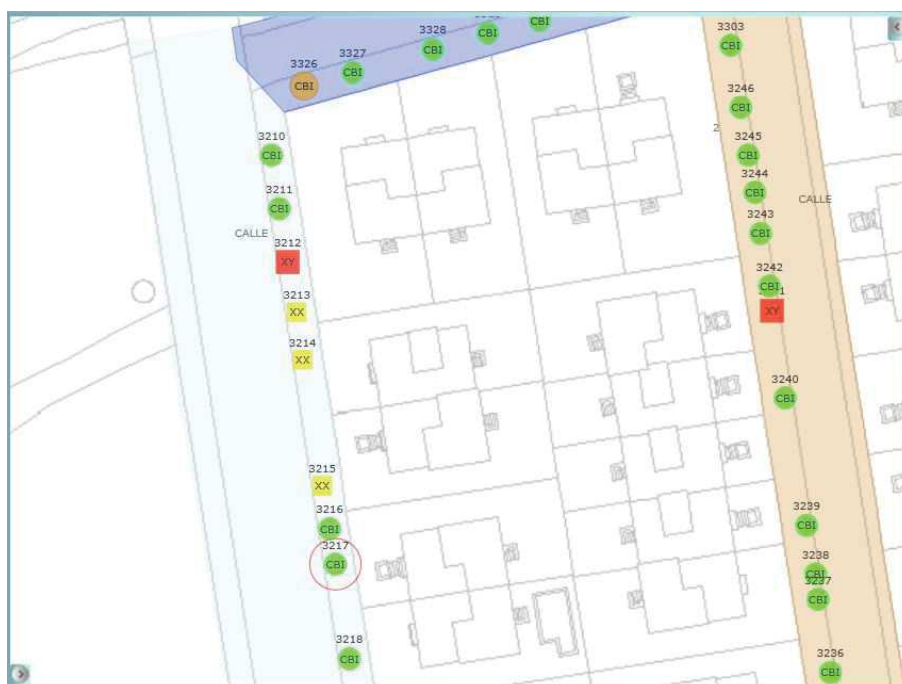 3303
CBI
3328
CBI
3327
CBI
3326
CBI
CBI
CBI
3246
CBI
2
3245
CBI
3244
CBI
CALLE
3243
CBI
3242
CBI
1
XY
3240
CBI
3239
CBI
3238
CBI
3237
CBI
3236
CBI
3210
CBI
3211
CBI
CALLE
3212
XY
3213
XX
3214
XX
3215
XX
3216
CBI
3217
CBI
3218
CBI